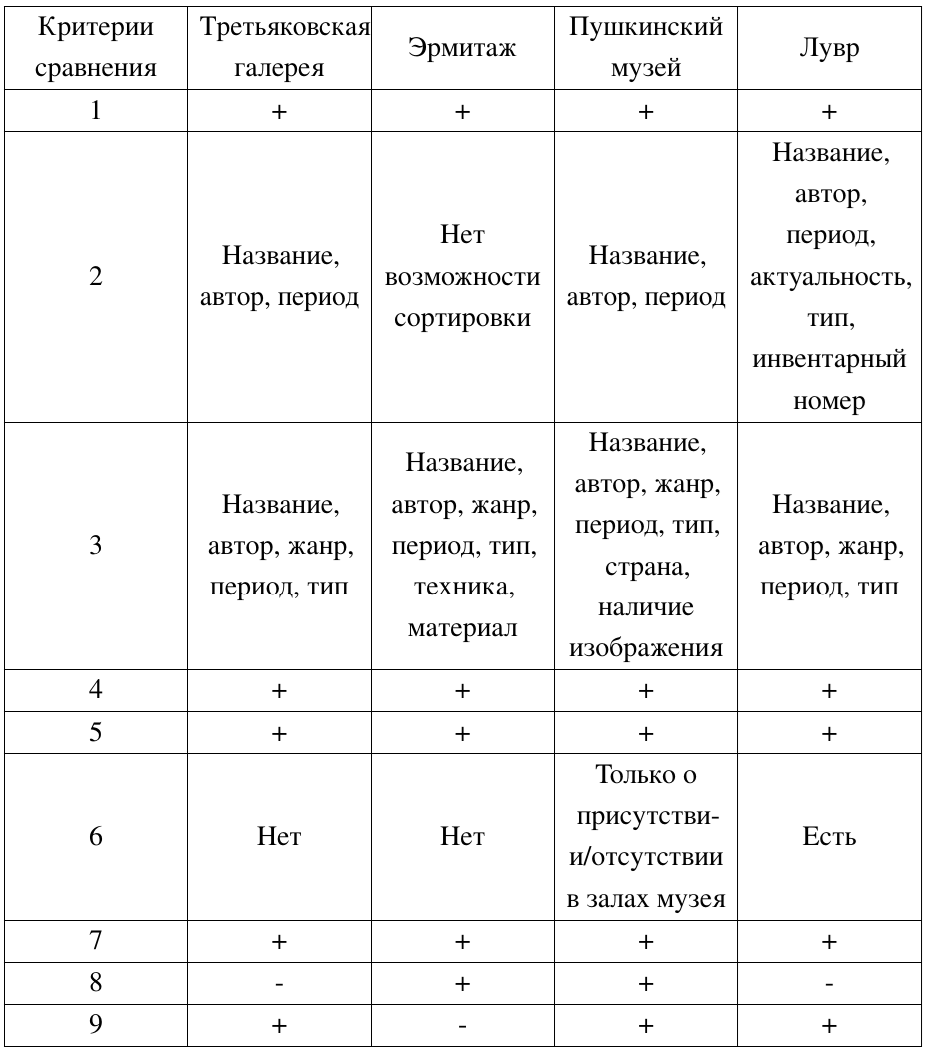 Критерии
сравнения
Третьяковская
галерея
Эрмитаж
Пушкинский
музей
Лувр
1
+
+
+
+
2
Название,
автор, период
Нет
возможности
сортировки
Название,
автор, период
Название,
автор,
период,
актуальность,
тип,
инвентарный
номер
3
Название,
автор, жанр,
период, тип
Название,
автор, жанр,
период, тип,
техника,
материал
Название,
автор, жанр,
период, тип,
страна,
наличие
изображения
Название,
автор, жанр,
период, тип
4
+
+
+
+
5
+
+
+
+
6
Нет
Нет
Только о
присутстви-
и/отсутствии
в залах музея
Есть
7
+
+
+
+
8
-
+
+
-
9
+
-
+
+